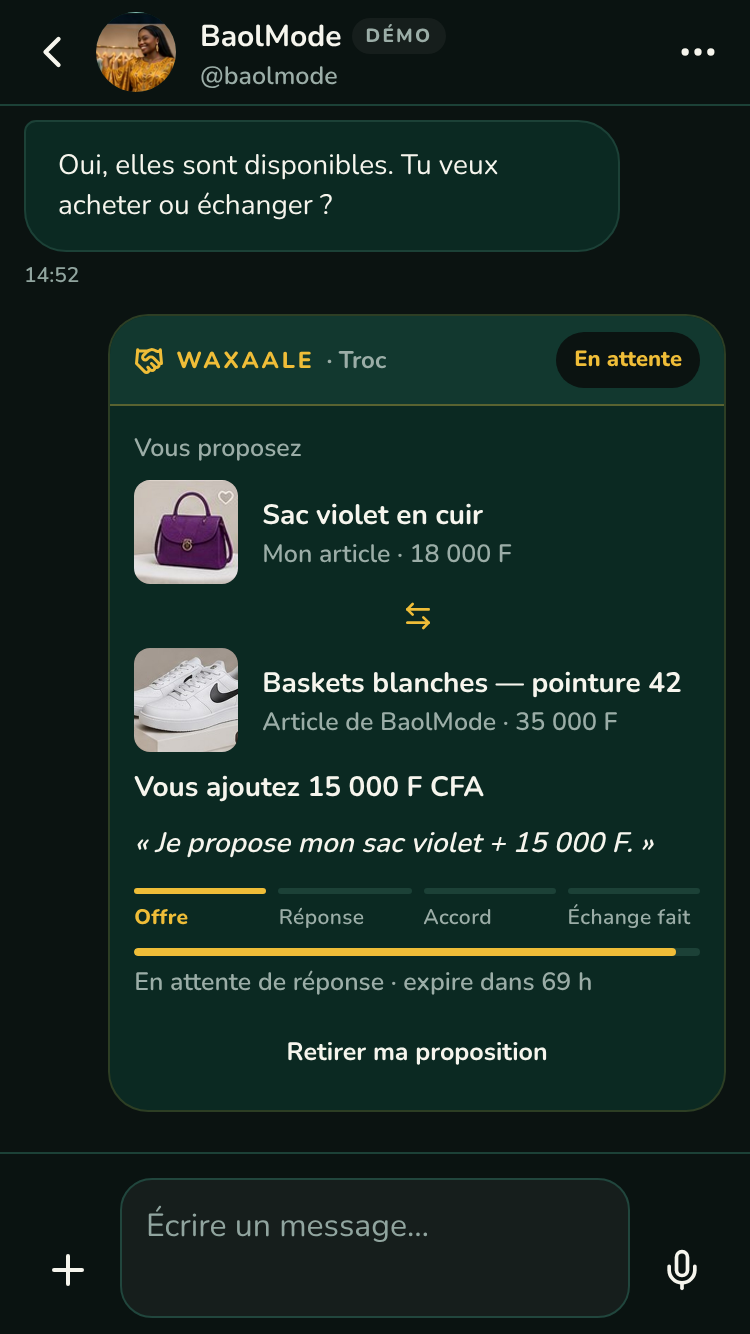 BaolMode DÉMO
@baolmode
Oui, elles sont disponibles. Tu veux
acheter ou échanger ?
14:52
WAXAALE · Troc
En attente
Vous proposez
Sac violet en cuir
Mon article · 18 000 F
Baskets blanches — pointure 42
Article de BaolMode · 35 000 F
Vous ajoutez 15 000 F CFA
« Je propose mon sac violet + 15 000 F. »
Offre Réponse Accord Échange fait
En attente de réponse · expire dans 69 h
Retirer ma proposition
Écrire un message...